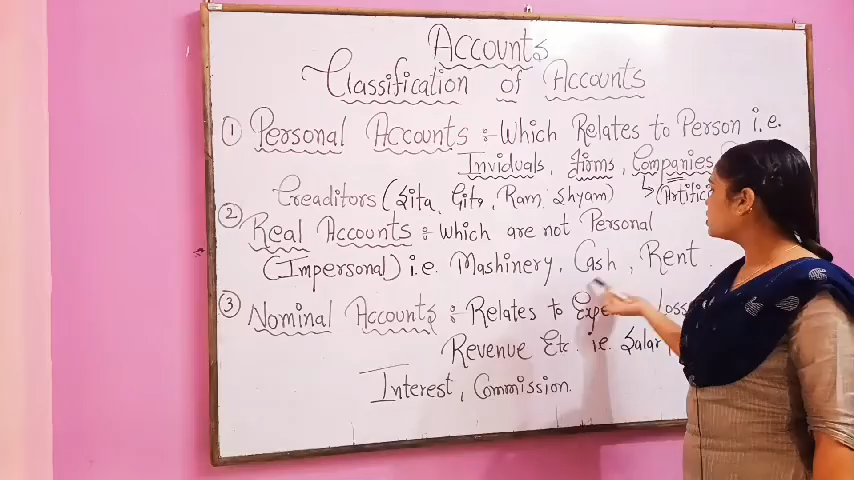 Accounts
Classification of Accounts
① Personal Accounts :- Which Relates to Person i.e.
Inviduals, Firms, Companies
Creaditors (Sita, Gita, Ram, Shyam)
② Real Accounts :- Which are not Personal
(Impersonal) i.e. Mashinery, Cash, Rent
③ Nominal Accounts :- Relates to Loss
Revenue Etc. i.e.
Interest, Commission.